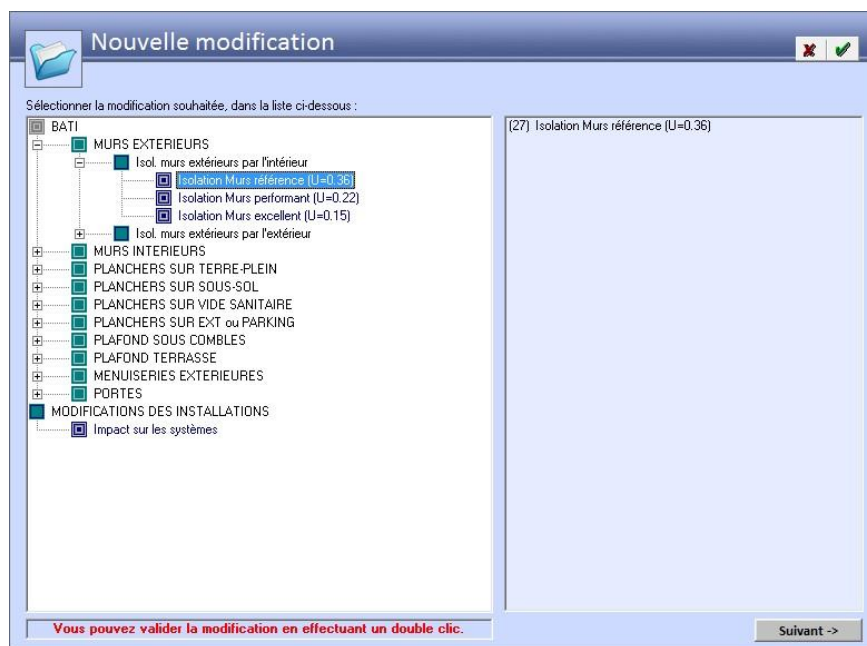 Nouvelle modification
Sélectionner la modification souhaitée, dans la liste ci-dessous :
BATI
MURS EXTERIEURS
Isol. murs extérieurs par l'intérieur
Isolation Murs référence (U=0.36)
Isolation Murs performant (U=0.22)
Isolation Murs excellent (U=0.15)
Isol. murs extérieurs par l'extérieur
MURS INTERIEURS
PLANCHERS SUR TERRE-PLEIN
PLANCHERS SUR SOUS-SOL
PLANCHERS SUR VIDE SANITAIRE
PLANCHERS SUR EXT ou PARKING
PLAFOND SOUS COMBLES
PLAFOND TERRASSE
MENUISERIES EXTERIEURES
PORTES
MODIFICATIONS DES INSTALLATIONS
Impact sur les systèmes
(27) Isolation Murs référence (U=0.36)
Vous pouvez valider la modification en effectuant un double clic.
Suivant ->